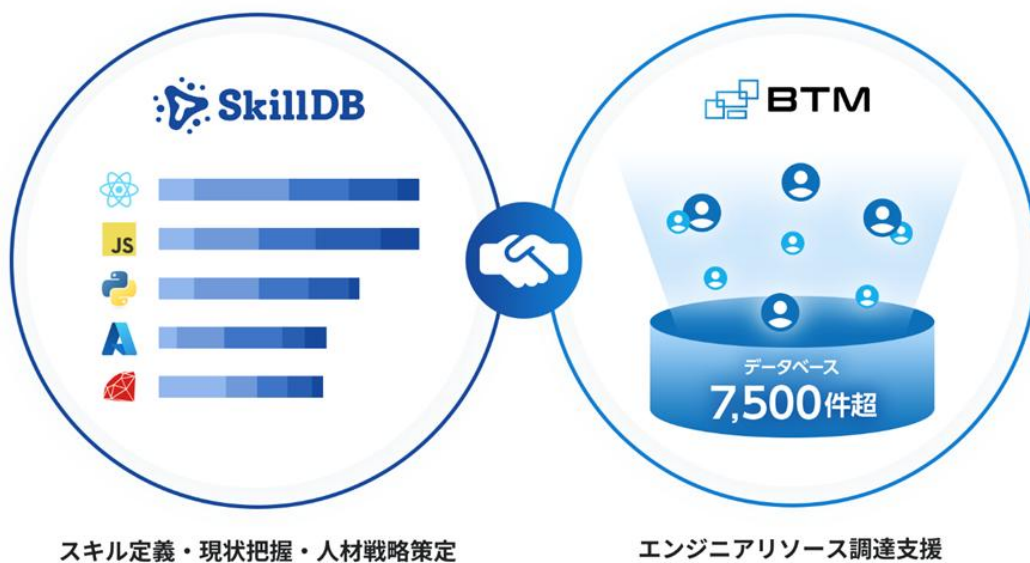 SkillDB
JS
スキル定義・現状把握・人材戦略策定
BTM
データベース
7,500件超
エンジニアリソース調達支援